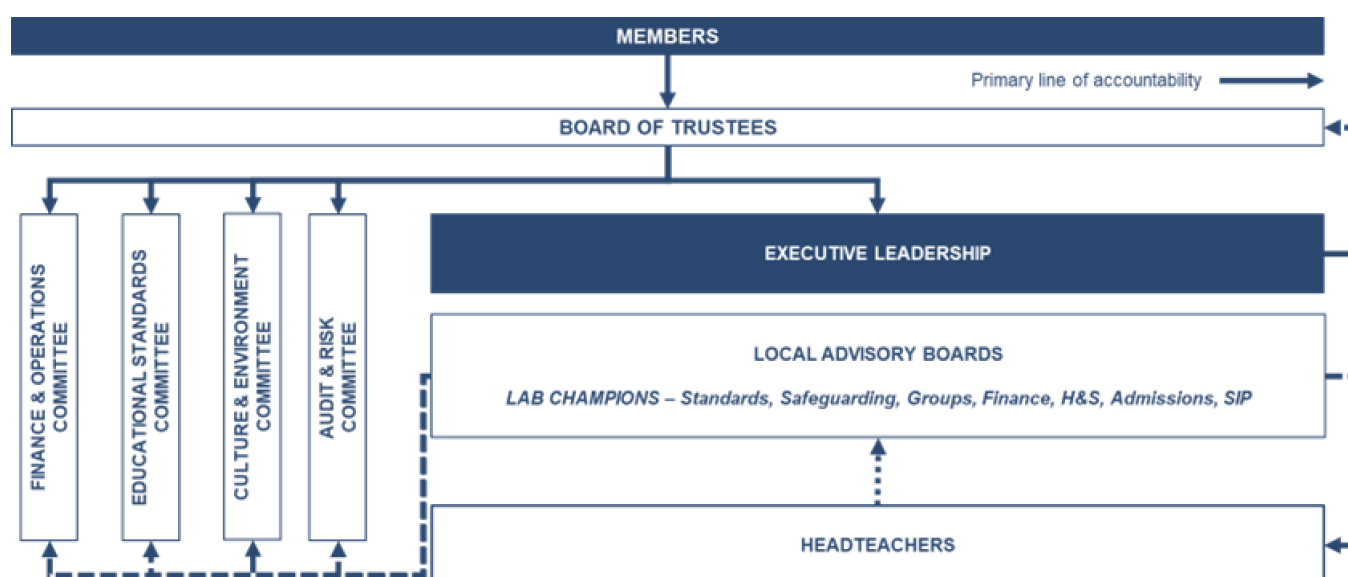 MEMBERS
Primary line of accountability
BOARD OF TRUSTEES
FINANCE & OPERATIONS
COMMITTEE
EDUCATIONAL STANDARDS
COMMITTEE
CULTURE & ENVIRONMENT
COMMITTEE
AUDIT & RISK
COMMITTEE
EXECUTIVE LEADERSHIP
LOCAL ADVISORY BOARDS
LAB CHAMPIONS – Standards, Safeguarding, Groups, Finance, H&S, Admissions, SIP
HEADTEACHERS